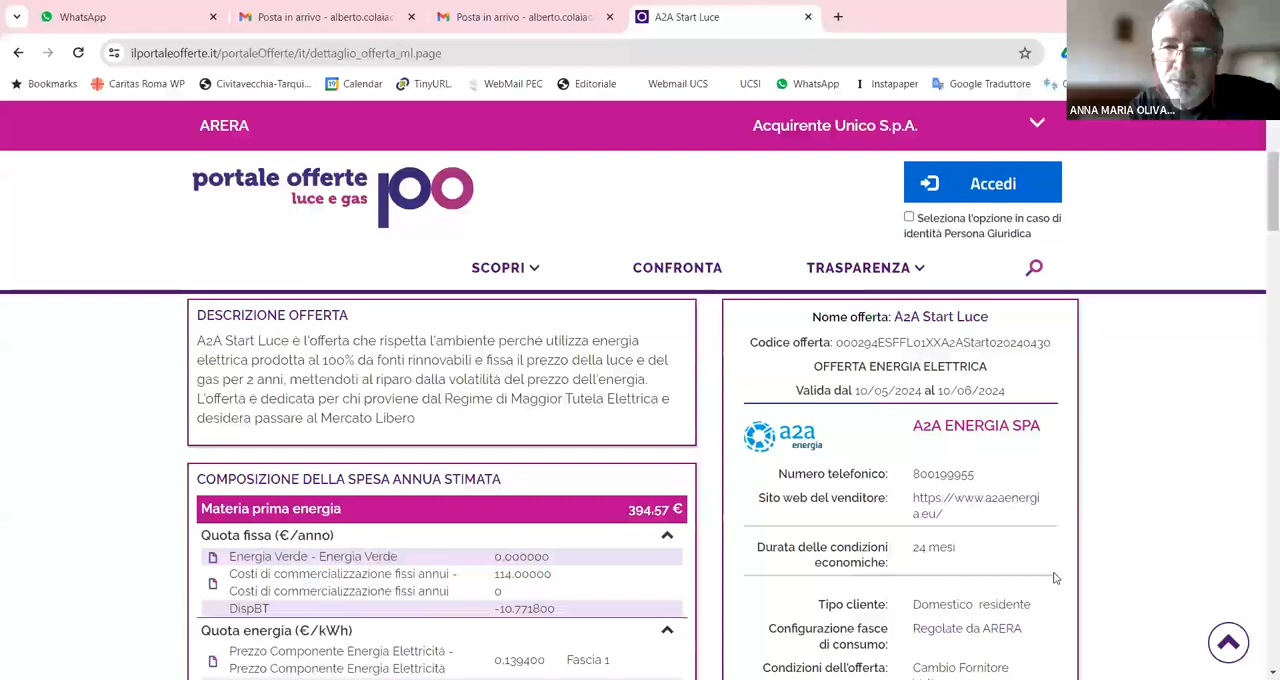 WhatsApp
Posta in arrivo - alberto.colaia
Posta in arrivo - alberto.colaia
A2A Start Luce
ilportaleofferte.it/portaleOfferte/it/dettaglio_offerta_ml.page
Bookmarks
Caritas Roma WP
Civitavecchia-Tarqui...
Calendar
TinyURL.
WebMail PEC
Editoriale
Webmail UCS
UCSI
WhatsApp
Instapaper
Google Traduttore
ANNA MARIA OLIVA...
ARERA
Acquirente Unico S.p.A.
portale offerte
luce e gas
po
Accedi
Seleziona l'opzione in caso di
identità Persona Giuridica
SCOPRI
CONFRONTA
TRASPARENZA
DESCRIZIONE OFFERTA
A2A Start Luce è l'offerta che rispetta l'ambiente perché utilizza energia
elettrica prodotta al 100% da fonti rinnovabili e fissa il prezzo della luce e del
gas per 2 anni, mettendoti al riparo dalla volatilità del prezzo dell'energia.
L'offerta è dedicata per chi proviene dal Regime di Maggior Tutela Elettrica e
desidera passare al Mercato Libero
COMPOSIZIONE DELLA SPESA ANNUA STIMATA
Materia prima energia 394,57 €
Quota fissa (€/anno)
Energia Verde - Energia Verde 0,000000
Costi di commercializzazione fissi annui - 114,00000
Costi di commercializzazione fissi annui 0
DispBT -10,771800
Quota energia (€/kWh)
Prezzo Componente Energia Elettricità -
Prezzo Componente Energia Elettricità 0,139400 Fascia 1
Nome offerta: A2A Start Luce
Codice offerta: 000294ESFFL01XXA2AStart020240430
OFFERTA ENERGIA ELETTRICA
Valida dal 10/05/2024 al 10/06/2024
a2a
energia
A2A ENERGIA SPA
Numero telefonico: 800199955
Sito web del venditore: https://www.a2aenergi
a.eu/
Durata delle condizioni 24 mesi
economiche:
Tipo cliente: Domestico residente
Configurazione fasce Regolate da ARERA
di consumo:
Condizioni dell'offerta: Cambio Fornitore